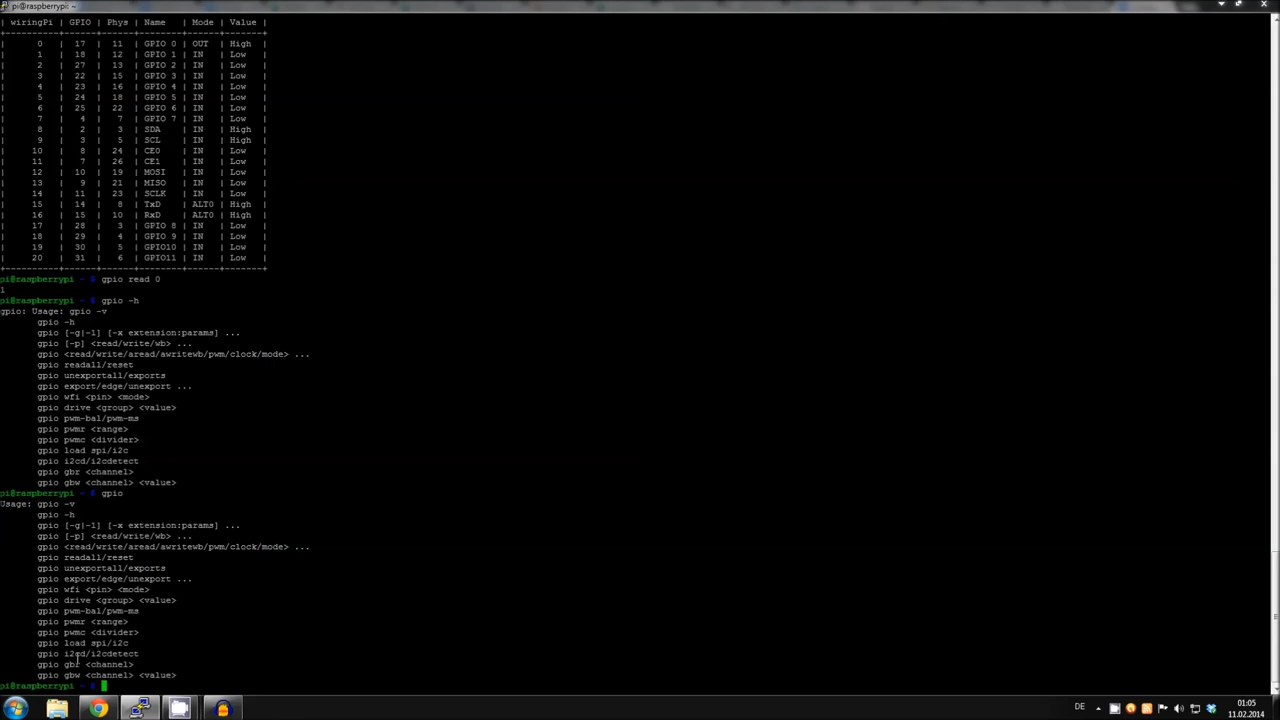 pi@raspberrypi: ~
| wiringPi | GPIO | Phys | Name | Mode | Value |
+----------+------+------+--------+------+-------+
| 0 | 17 | 11 | GPIO 0 | OUT | High |
| 1 | 18 | 12 | GPIO 1 | IN | Low |
| 2 | 27 | 13 | GPIO 2 | IN | Low |
| 3 | 22 | 15 | GPIO 3 | IN | Low |
| 4 | 23 | 16 | GPIO 4 | IN | Low |
| 5 | 24 | 18 | GPIO 5 | IN | Low |
| 6 | 25 | 22 | GPIO 6 | IN | Low |
| 7 | 4 | 7 | GPIO 7 | IN | Low |
| 8 | 2 | 3 | SDA | IN | High |
| 9 | 3 | 5 | SCL | IN | High |
| 10 | 8 | 24 | CE0 | IN | Low |
| 11 | 7 | 26 | CE1 | IN | Low |
| 12 | 10 | 19 | MOSI | IN | Low |
| 13 | 9 | 21 | MISO | IN | Low |
| 14 | 11 | 23 | SCLK | IN | Low |
| 15 | 14 | 8 | TxD | ALT0 | High |
| 16 | 15 | 10 | RxD | ALT0 | High |
| 17 | 28 | 3 | GPIO 8 | IN | Low |
| 18 | 29 | 4 | GPIO 9 | IN | Low |
| 19 | 30 | 5 | GPIO10 | IN | Low |
| 20 | 31 | 6 | GPIO11 | IN | Low |
+----------+------+------+--------+------+-------+
pi@raspberrypi ~ $ gpio read 0
1
pi@raspberrypi ~ $ gpio -h
gpio: Usage: gpio -v
gpio -h
gpio [-g|-1] [-x extension:params] ...
gpio [-p] <read/write/wb> ...
gpio <read/write/aread/awritewb/pwm/clock/mode> ...
gpio readall/reset
gpio unexportall/exports
gpio export/edge/unexport ...
gpio wfi <pin> <mode>
gpio drive <group> <value>
gpio pwm-bal/pwm-ms
gpio pwmr <range>
gpio pwmc <divider>
gpio load spi/i2c
gpio i2cd/i2cdetect
gpio gbr <channel>
gpio gbw <channel> <value>
pi@raspberrypi ~ $ gpio
Usage: gpio -v
gpio -h
gpio [-g|-1] [-x extension:params] ...
gpio [-p] <read/write/wb> ...
gpio <read/write/aread/awritewb/pwm/clock/mode> ...
gpio readall/reset
gpio unexportall/exports
gpio export/edge/unexport ...
gpio wfi <pin> <mode>
gpio drive <group> <value>
gpio pwm-bal/pwm-ms
gpio pwmr <range>
gpio pwmc <divider>
gpio load spi/i2c
gpio i2cd/i2cdetect
gpio gbr <channel>
gpio gbw <channel> <value>
pi@raspberrypi ~ $
DE
01:05
11.02.2014